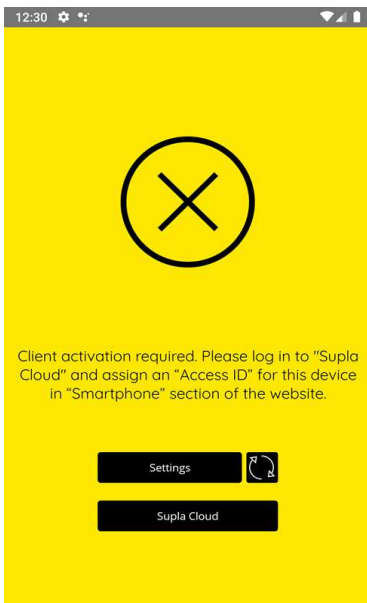 12:30
Client activation required. Please log in to "Supla
Cloud" and assign an “Access ID” for this device
in “Smartphone” section of the website.
Settings
Supla Cloud